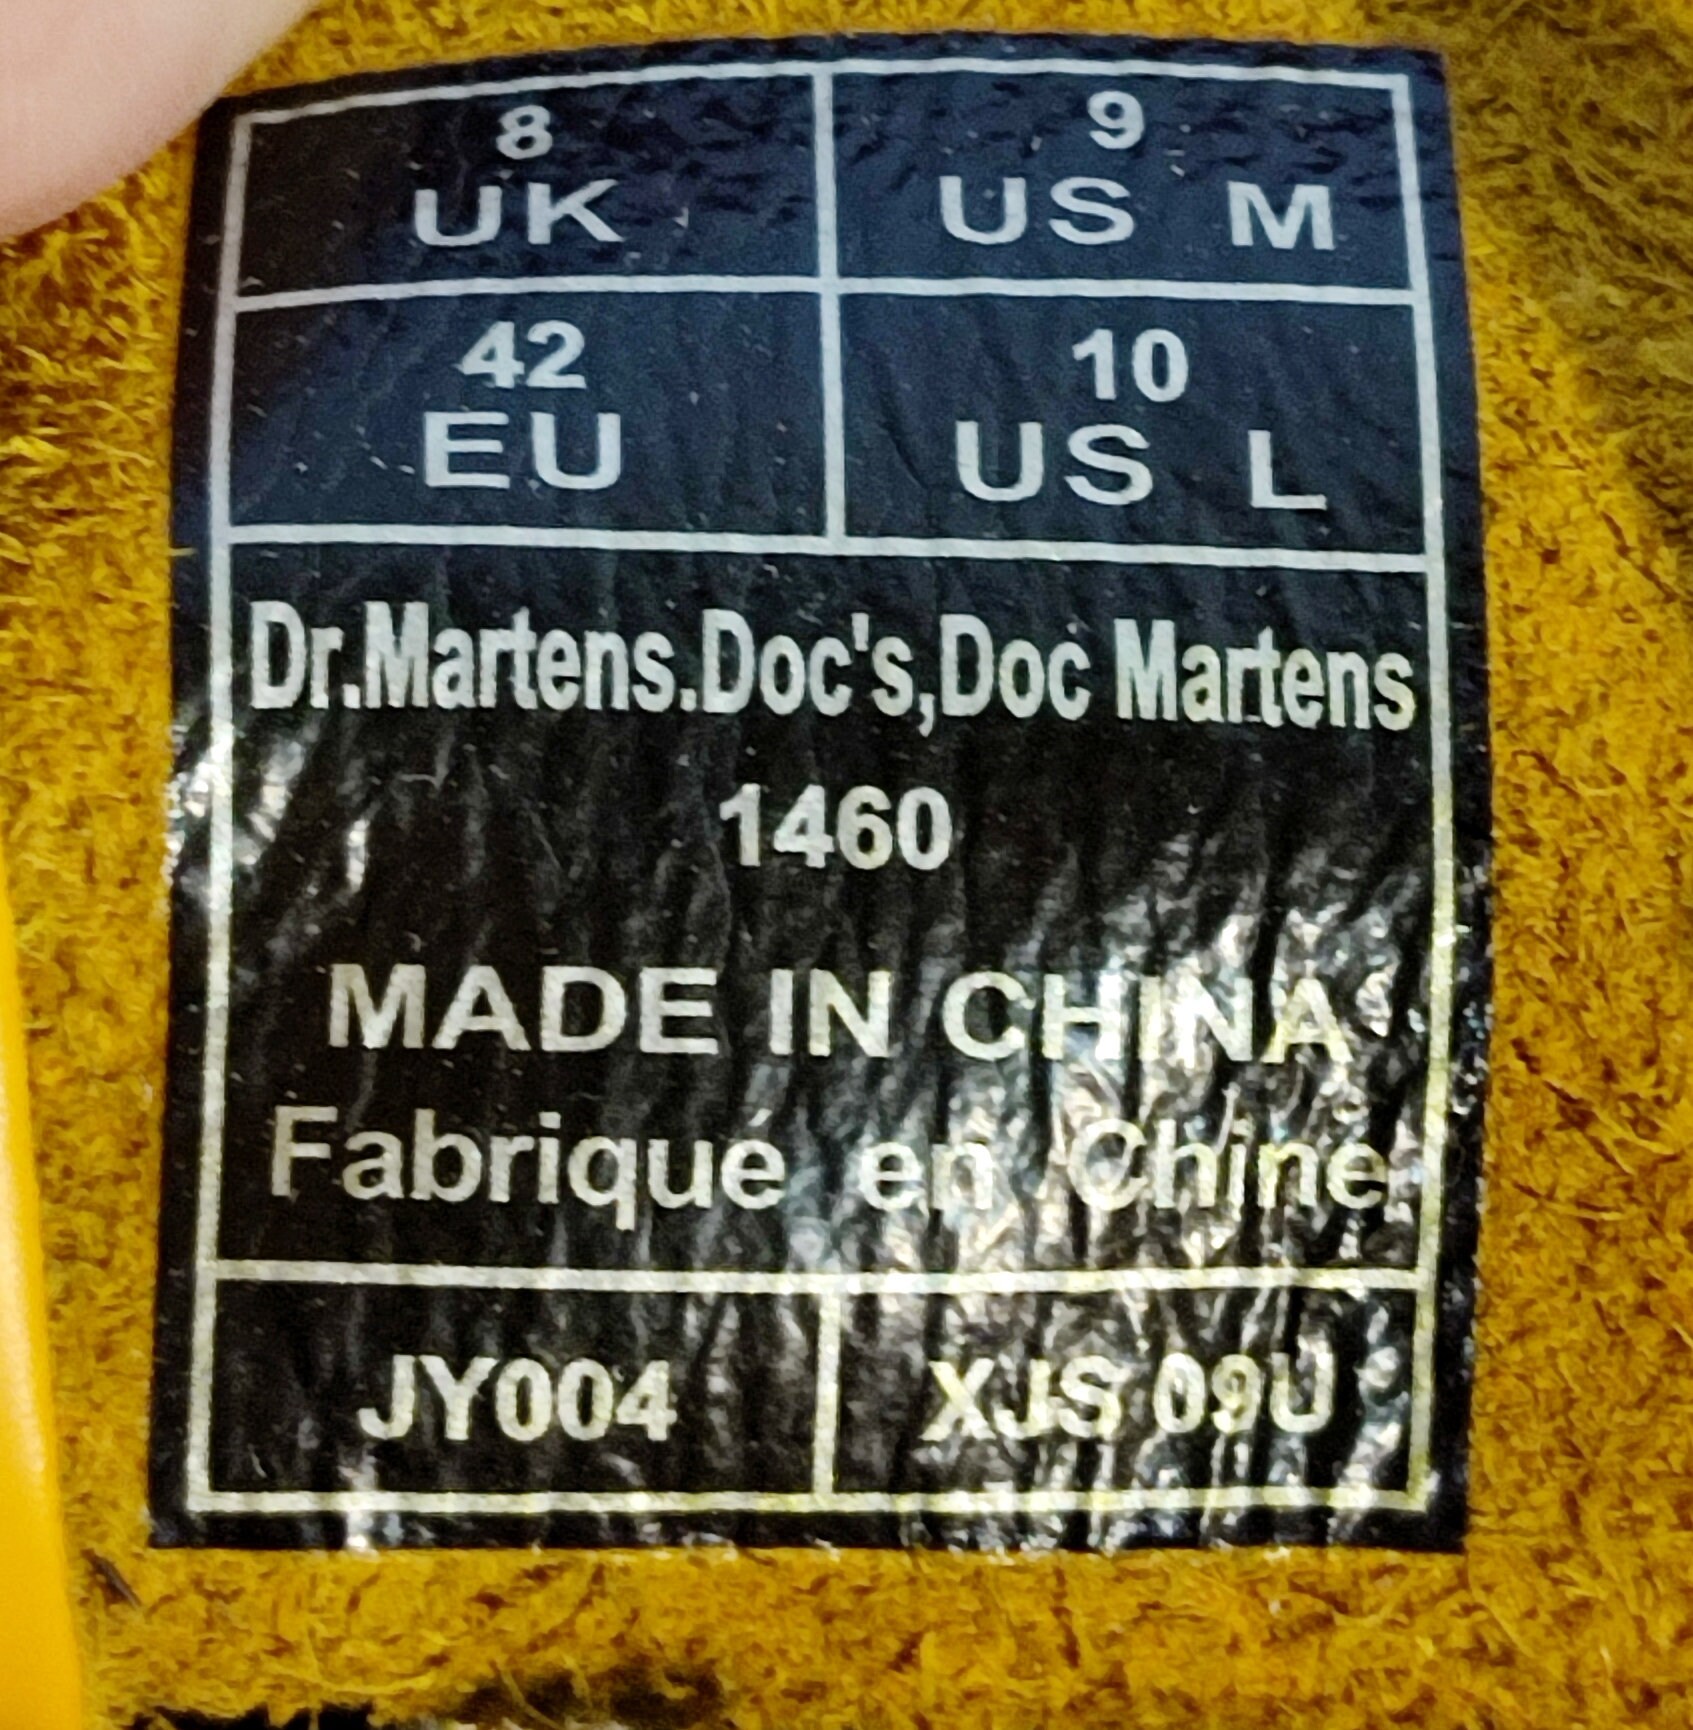 8
UK
9
US M
42
EU
10
US L
Dr.Martens.Doc's,Doc Martens
1460
MADE IN CHINA
Fabrique en Chine
JY004
XJS 09U